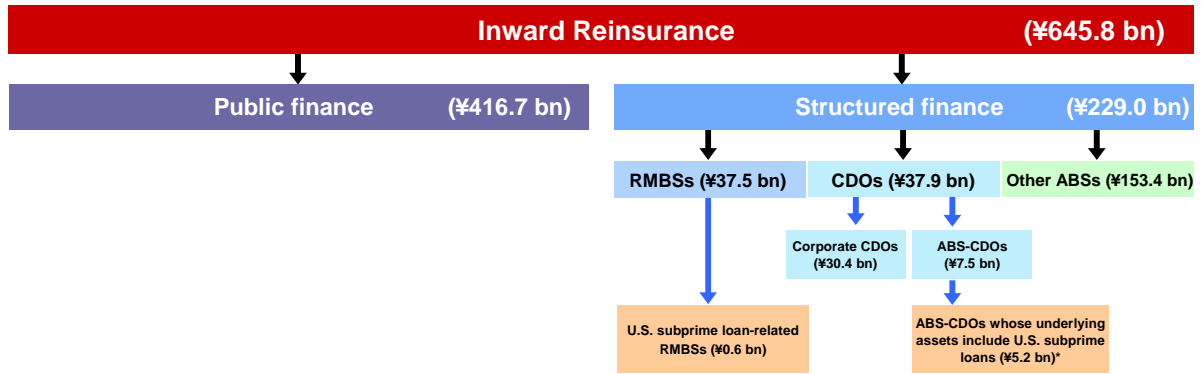 Inward Reinsurance (¥645.8 bn)
Public finance (¥416.7 bn)
Structured finance (¥229.0 bn)
RMBSs (¥37.5 bn)
CDOs (¥37.9 bn)
Other ABSs (¥153.4 bn)
Corporate CDOs
(¥30.4 bn)
ABS-CDOs
(¥7.5 bn)
U.S. subprime loan-related
RMBSs (¥0.6 bn)
ABS-CDOs whose underlying
assets include U.S. subprime
loans (¥5.2 bn)*